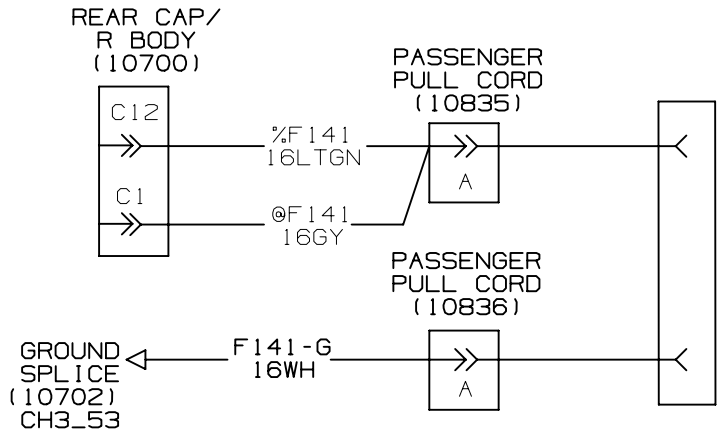 REAR CAP/
R BODY
(10700)
C12
%F141
16LTGN
C1
@F141
16GY
PASSENGER
PULL CORD
(10835)
A
PASSENGER
PULL CORD
(10836)
A
F141-G
16WH
GROUND
SPLICE
(10702)
CH3_53